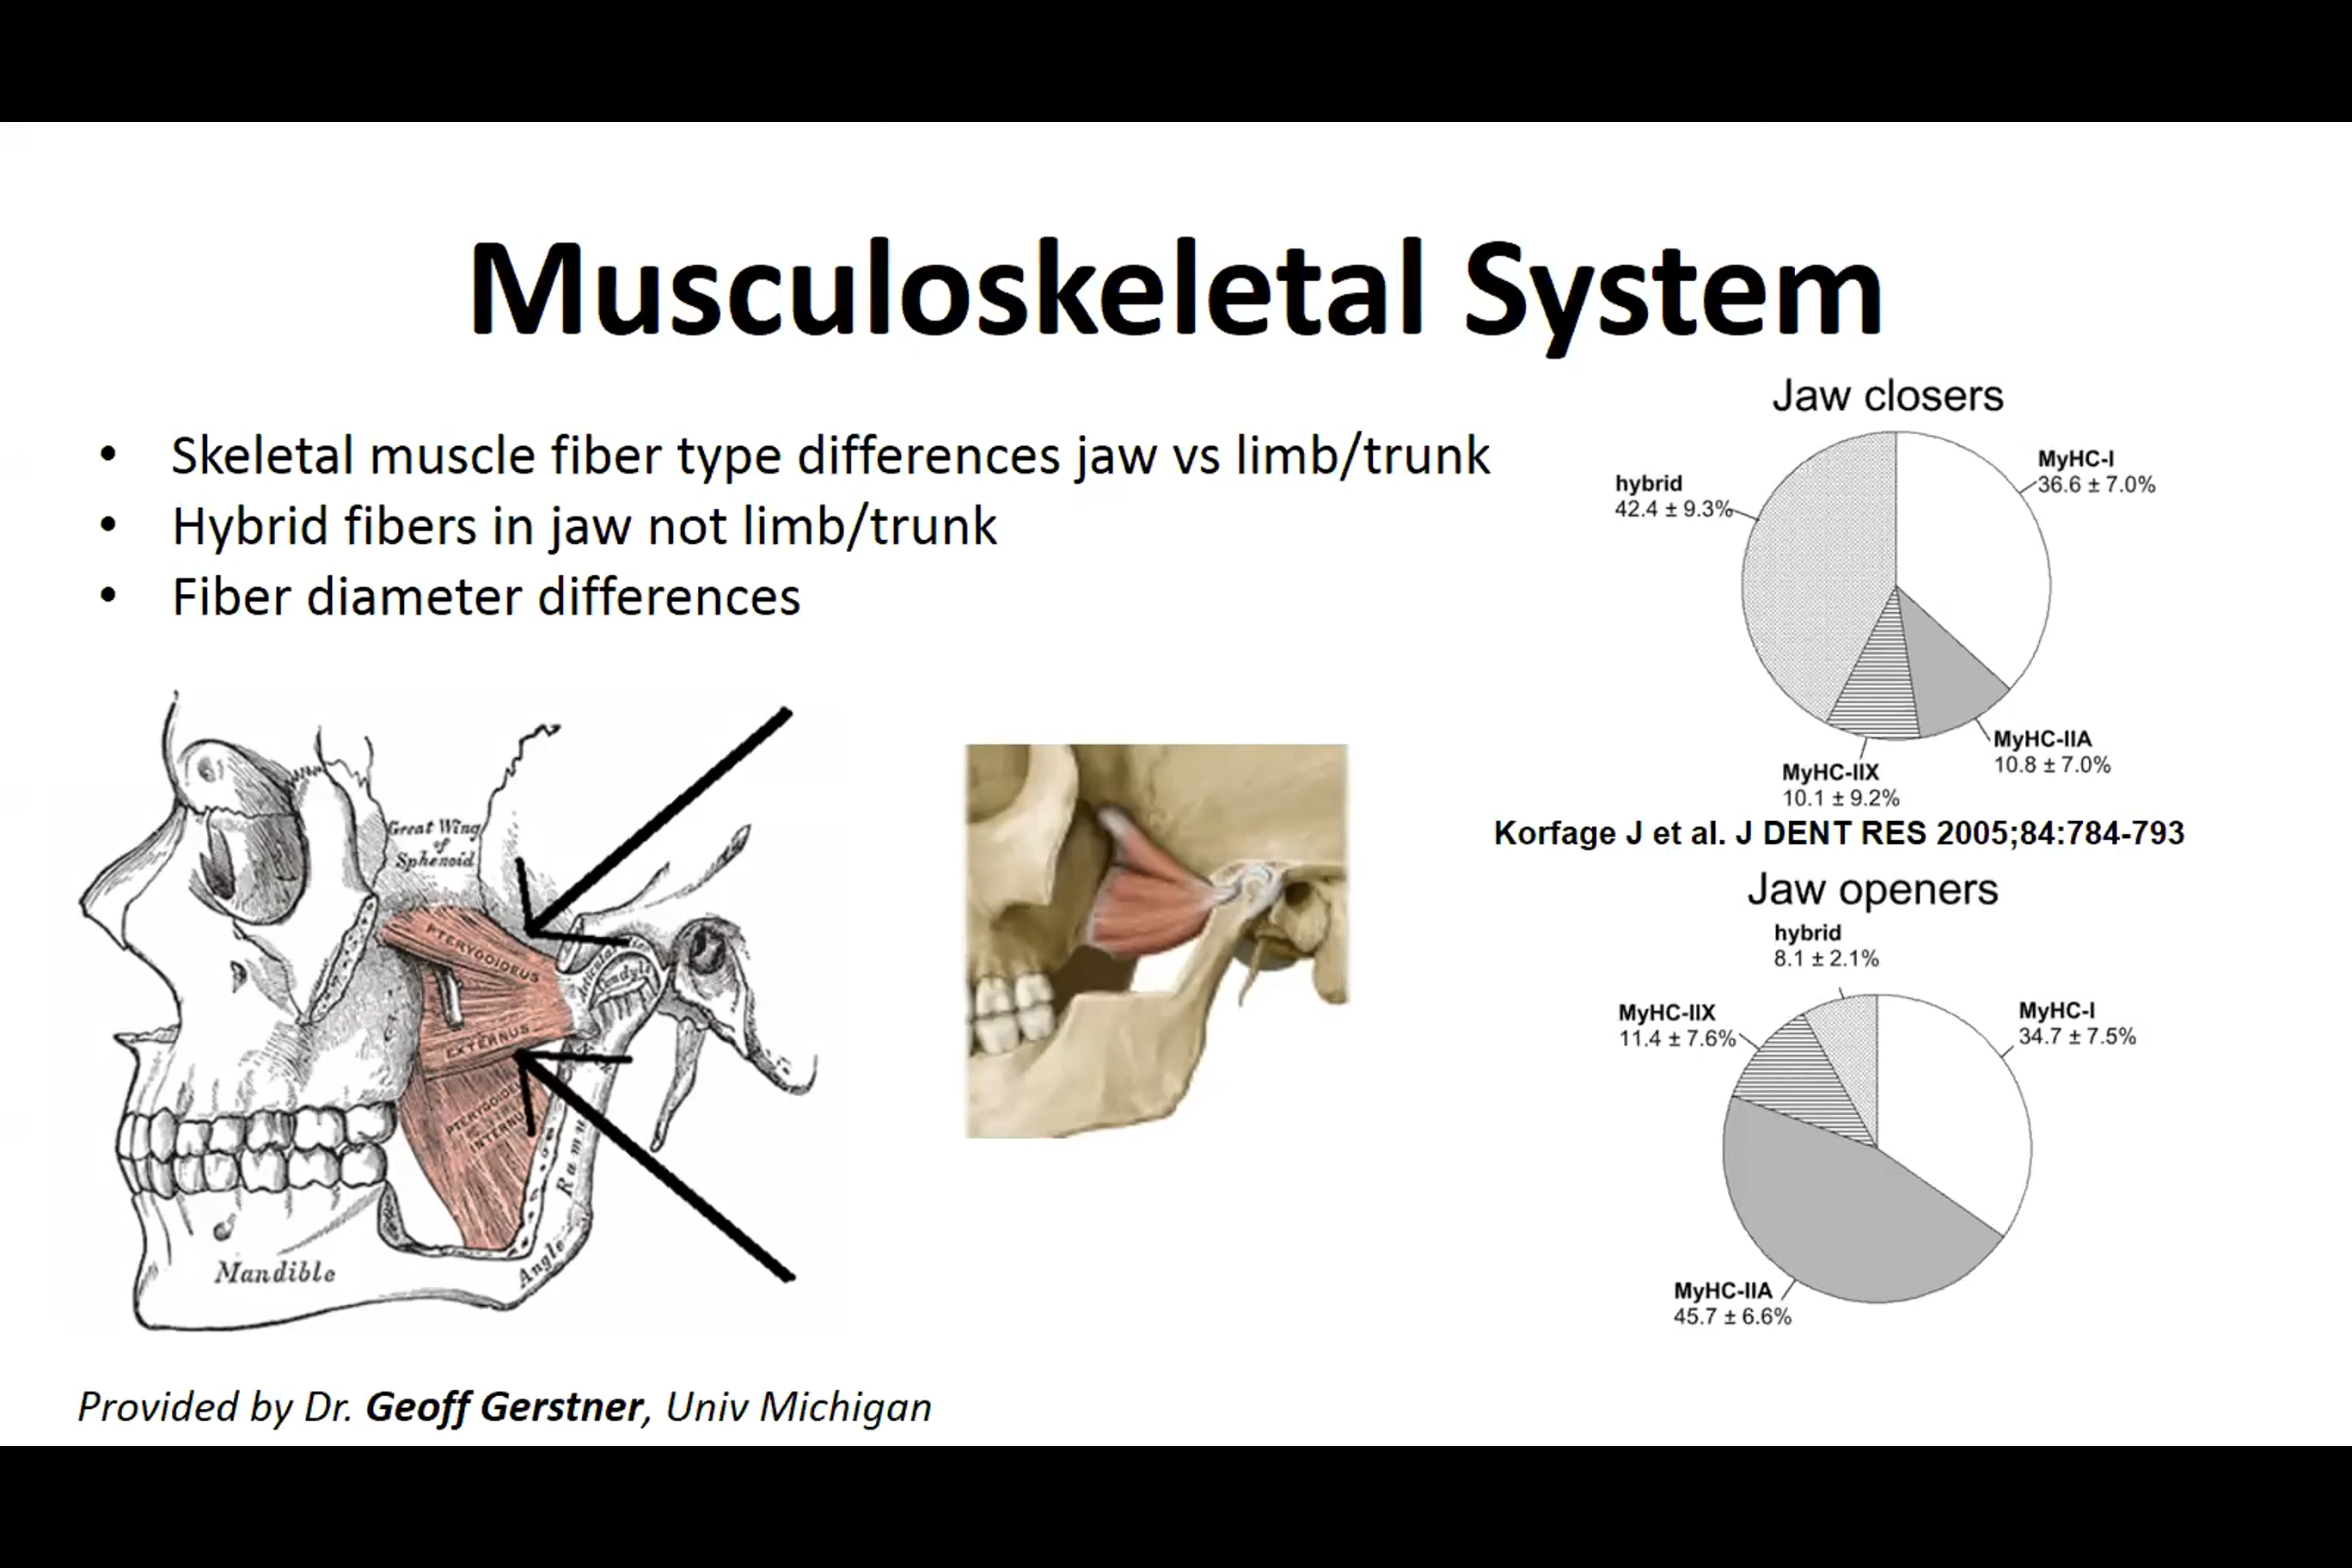 Musculoskeletal System
• Skeletal muscle fiber type differences jaw vs limb/trunk
• Hybrid fibers in jaw not limb/trunk
• Fiber diameter differences
Great Wing
of
Sphenoid
PTERYGOIDEUS
EXTERNUS
Condyle
Ramu
Angle
Mandible
Jaw closers
hybrid
42.4 ± 9.3%
MyHC-I
36.6 ± 7.0%
MyHC-IIA
10.8 ± 7.0%
MyHC-IIX
10.1 ± 9.2%
Korfage J et al. J DENT RES 2005;84:784-793
Jaw openers
hybrid
8.1 ± 2.1%
MyHC-IIX
11.4 ± 7.6%
MyHC-I
34.7 ± 7.5%
MyHC-IIA
45.7 ± 6.6%
Provided by Dr. Geoff Gerstner, Univ Michigan